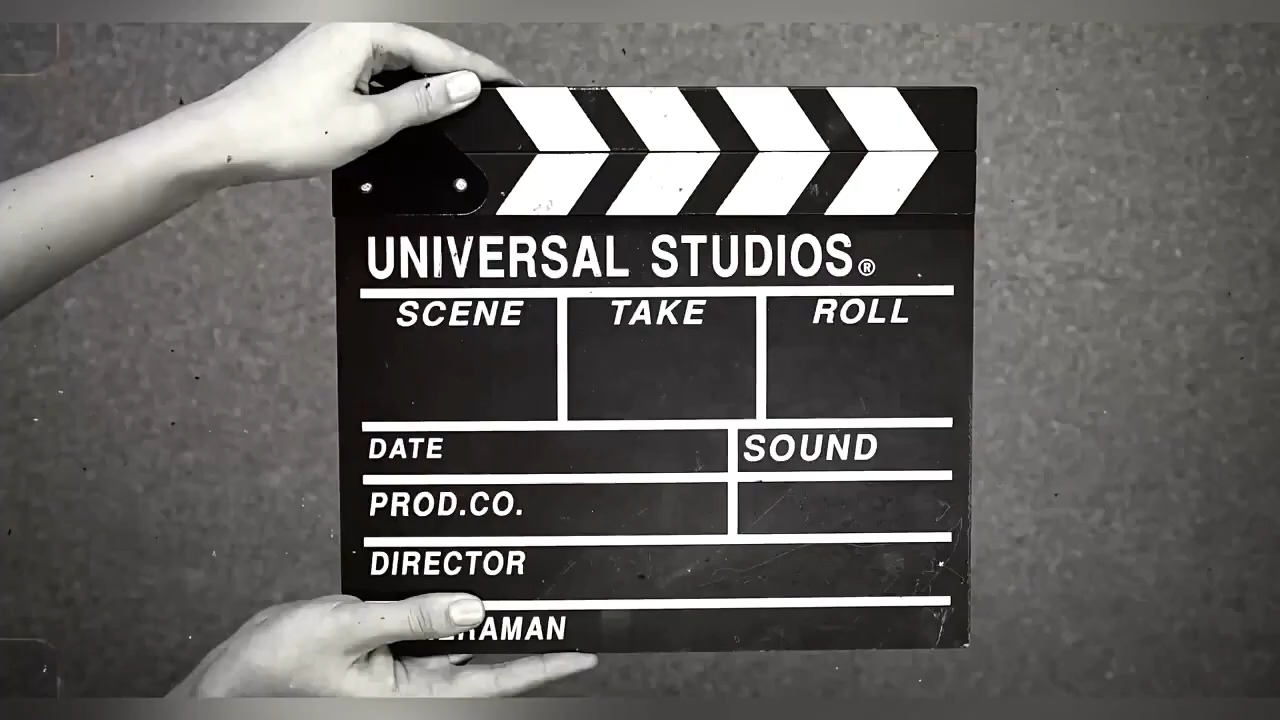 UNIVERSAL STUDIOS®
SCENE TAKE ROLL
DATE SOUND
PROD.CO.
DIRECTOR